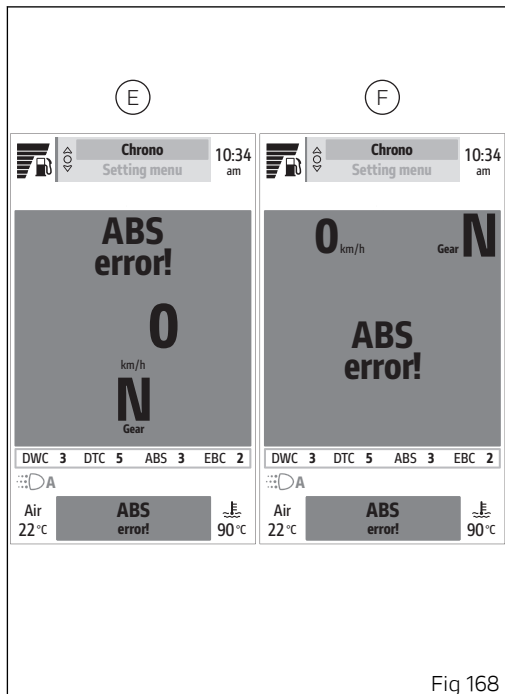 E
F
Chrono
Setting menu
10:34
am
ABS
error!
0
km/h
N
Gear
DWC 3 DTC 5 ABS 3 EBC 2
A
Air
22 °C
ABS
error!
90 °C
Chrono
Setting menu
10:34
am
0 km/h
Gear N
ABS
error!
DWC 3 DTC 5 ABS 3 EBC 2
A
Air
22 °C
ABS
error!
90 °C
Fig 168